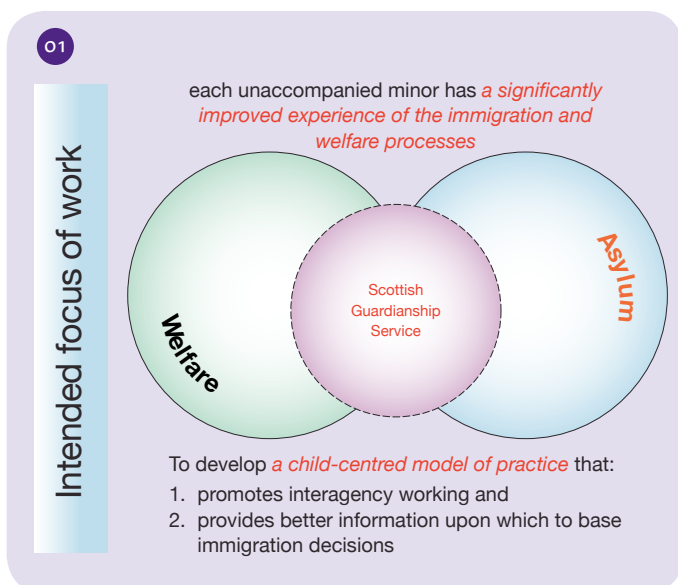 01
Intended focus of work
each unaccompanied minor has a significantly
improved experience of the immigration and
welfare processes
Welfare
Scottish
Guardianship
Service
Asylum
To develop a child-centred model of practice that:
1. promotes interagency working and
2. provides better information upon which to base
immigration decisions